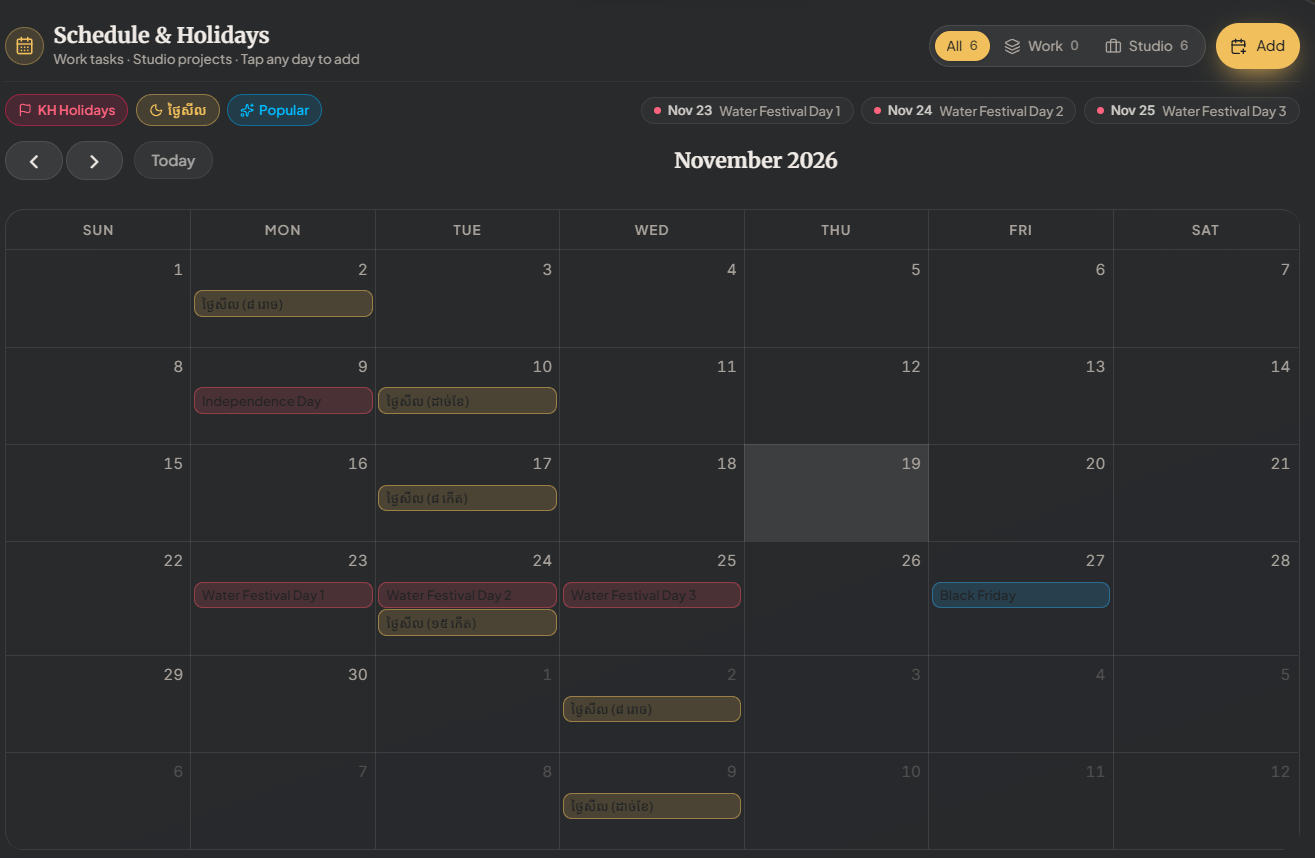 Schedule & Holidays
Work tasks · Studio projects · Tap any day to add
All 6 Work 0 Studio 6 Add
KH Holidays ថ្ងៃសីល Popular
Nov 23 Water Festival Day 1 Nov 24 Water Festival Day 2 Nov 25 Water Festival Day 3
Today November 2026
SUN MON TUE WED THU FRI SAT
1 2 3 4 5 6 7
ថ្ងៃសីល (៨ រោច)
8 9 10 11 12 13 14
Independence Day ថ្ងៃសីល (ដាច់ខែ)
15 16 17 18 19 20 21
ថ្ងៃសីល (៨ កើត)
22 23 24 25 26 27 28
Water Festival Day 1 Water Festival Day 2 Water Festival Day 3 Black Friday
ថ្ងៃសីល (១៥ កើត)
29 30 1 2 3 4 5
ថ្ងៃសីល (៨ រោច)
6 7 8 9 10 11 12
ថ្ងៃសីល (ដាច់ខែ)